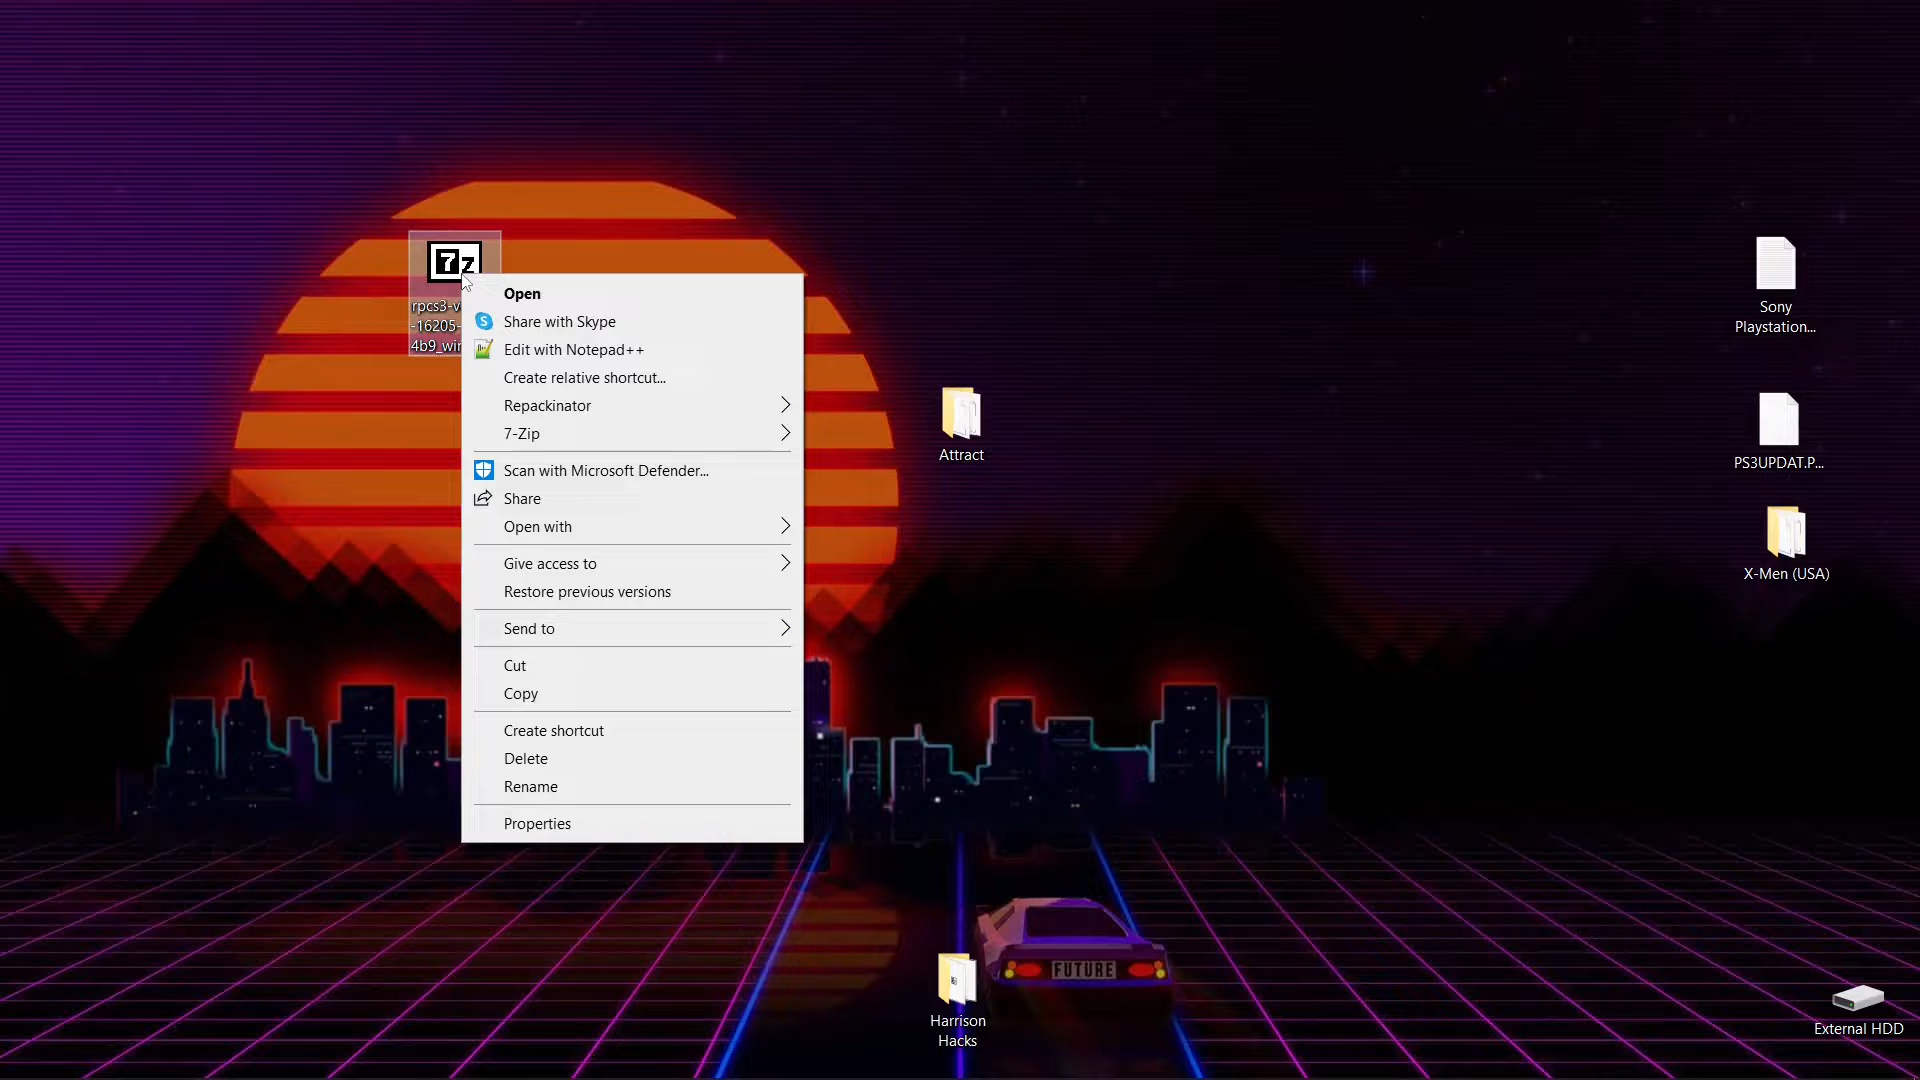 7z
rpcs3-v
-16205-
4b9_wi
Open
Share with Skype
Edit with Notepad++
Create relative shortcut...
Repackinator
7-Zip
Scan with Microsoft Defender...
Share
Open with
Give access to
Restore previous versions
Send to
Cut
Copy
Create shortcut
Delete
Rename
Properties
Attract
Sony
Playstation...
PS3UPDAT.P...
X-Men (USA)
FUTURE
Harrison
Hacks
External HDD